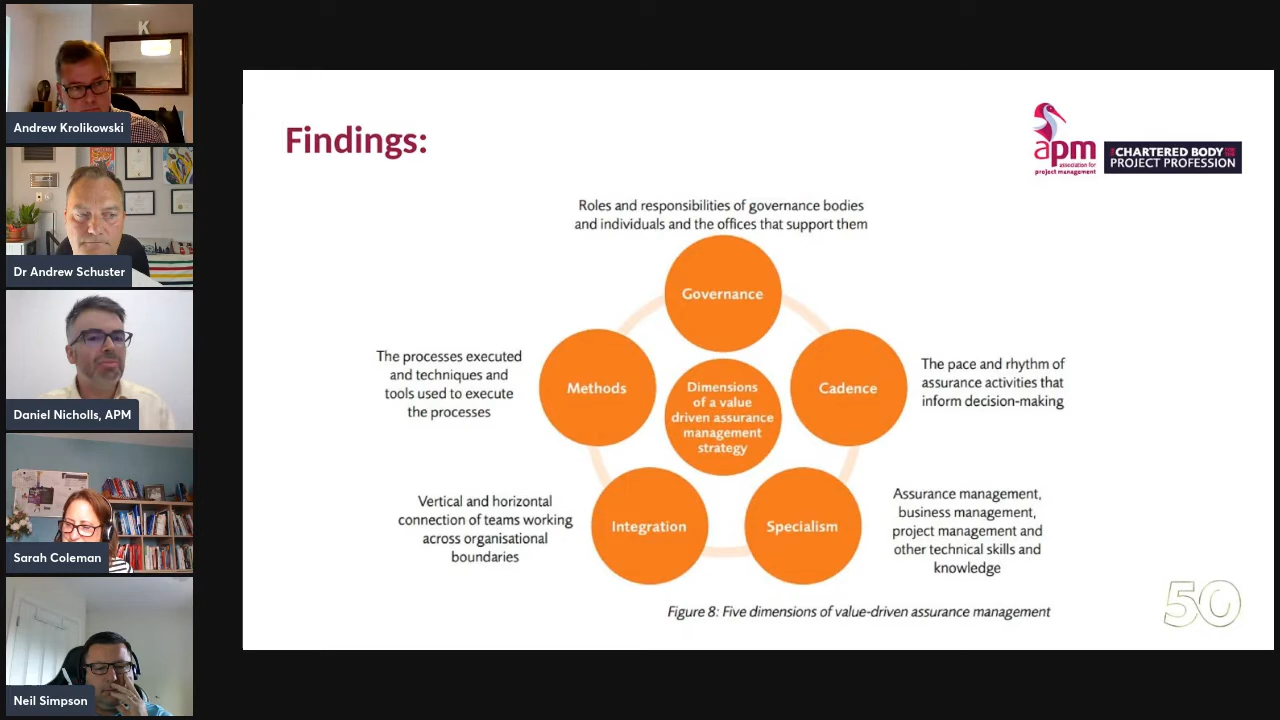 K
Andrew Krolikowski
Dr Andrew Schuster
Daniel Nicholls, APM
Sarah Coleman
Neil Simpson
Findings:
apm
association for
project management
CHARTERED BODY
PROJECT PROFESSION
Roles and responsibilities of governance bodies
and individuals and the offices that support them
Governance
The processes executed
and techniques and
tools used to execute
the processes
Methods
Dimensions
of a value
driven assurance
management
strategy
Cadence
The pace and rhythm of
assurance activities that
inform decision-making
Vertical and horizontal
connection of teams working
across organisational
boundaries
Integration
Specialism
Assurance management,
business management,
project management and
other technical skills and
knowledge
Figure 8: Five dimensions of value-driven assurance management
50